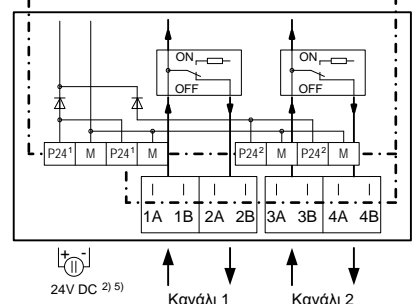 ON ON
OFF OFF
P24¹ M P24¹ M P24² M P24² M
I I I I I I I I
1A 1B 2A 2B 3A 3B 4A 4B
+ -
24V DC ²⁾ ⁵⁾
Κανάλι 1 Κανάλι 2